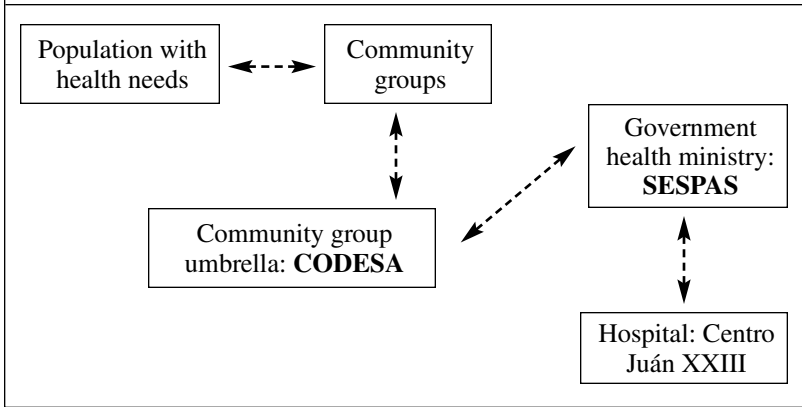 Population with
health needs
Community
groups
Government
health ministry:
SESPAS
Community group
umbrella: CODESA
Hospital: Centro
Juán XXIII